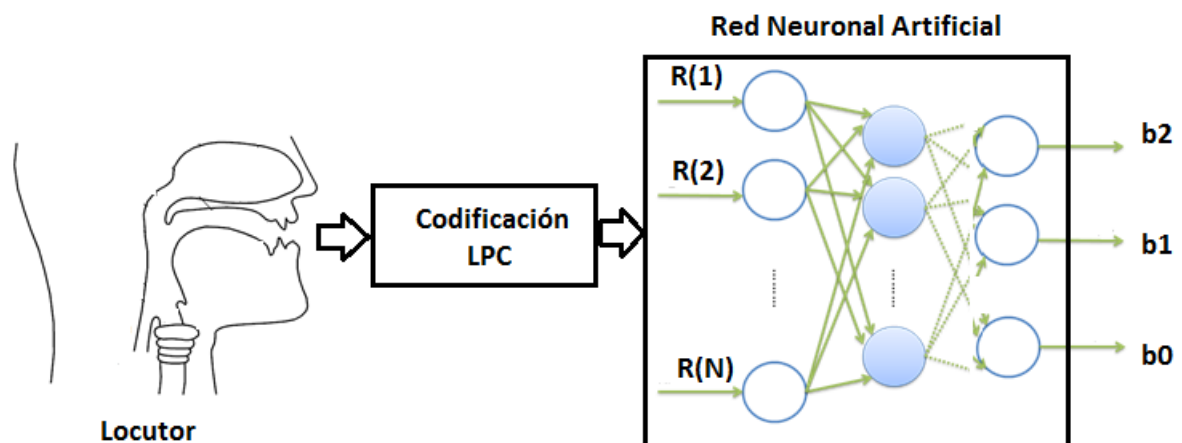 Red Neuronal Artificial
R(1)
R(2)
R(N)
b2
b1
b0
Codificación
LPC
Locutor